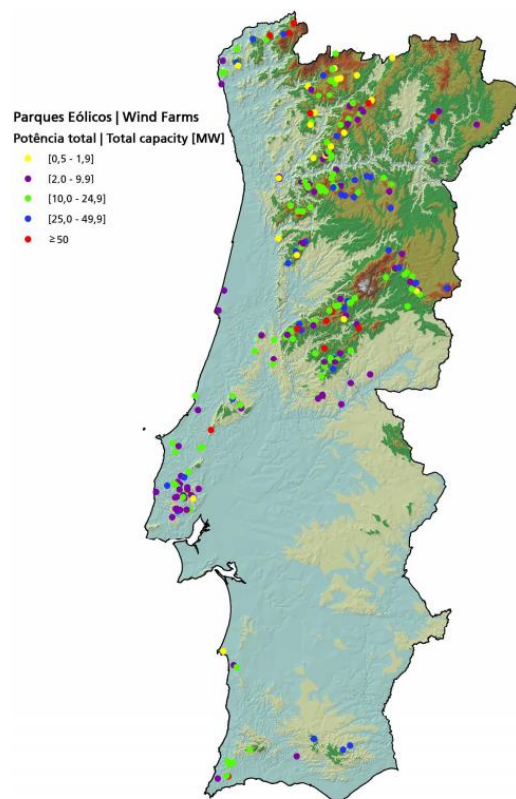 Parques Eólicos | Wind Farms
Potência total | Total capacity [MW]
[0,5 - 1,9]
[2,0 - 9,9]
[10,0 - 24,9]
[25,0 - 49,9]
≥ 50